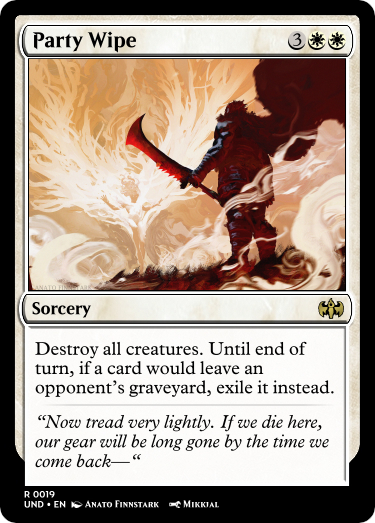 Party Wipe 3
Sorcery
Destroy all creatures. Until end of
turn, if a card would leave an
opponent's graveyard, exile it instead.
“Now tread very lightly. If we die here,
our gear will be long gone by the time we
come back—“
R 0019
UND • EN Anato Finnstark Mikkial